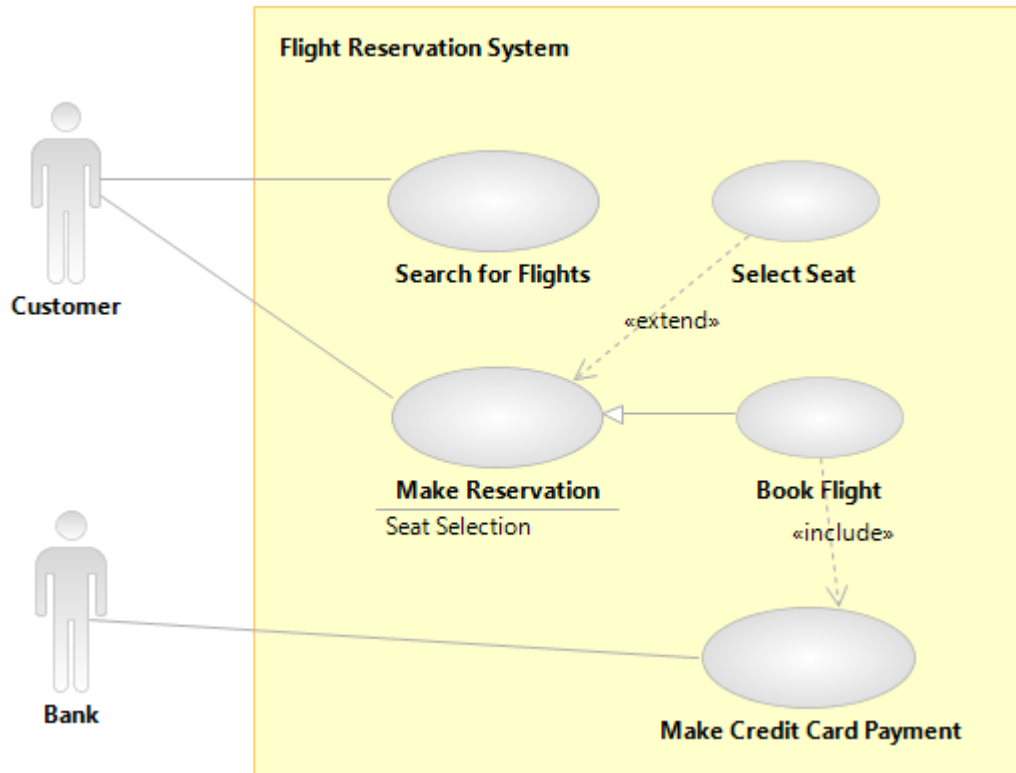 Flight Reservation System
Customer
Search for Flights
Select Seat
«extend»
Make Reservation
Seat Selection
Book Flight
«include»
Bank
Make Credit Card Payment